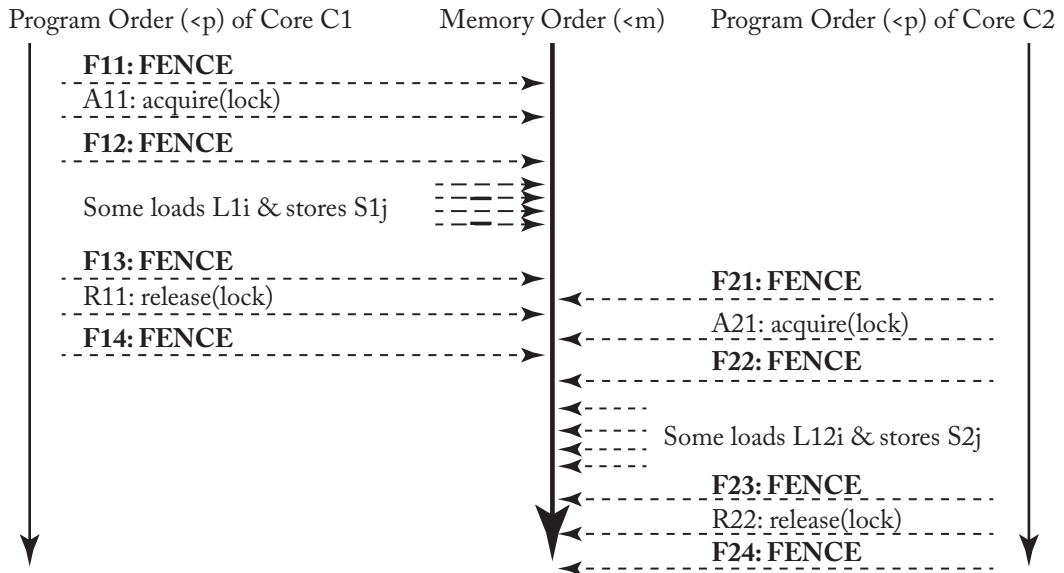 Program Order (<p) of Core C1
Memory Order (<m)
Program Order (<p) of Core C2
F11: FENCE
A11: acquire(lock)
F12: FENCE
Some loads L1i & stores S1j
F13: FENCE
R11: release(lock)
F14: FENCE
F21: FENCE
A21: acquire(lock)
F22: FENCE
Some loads L12i & stores S2j
F23: FENCE
R22: release(lock)
F24: FENCE